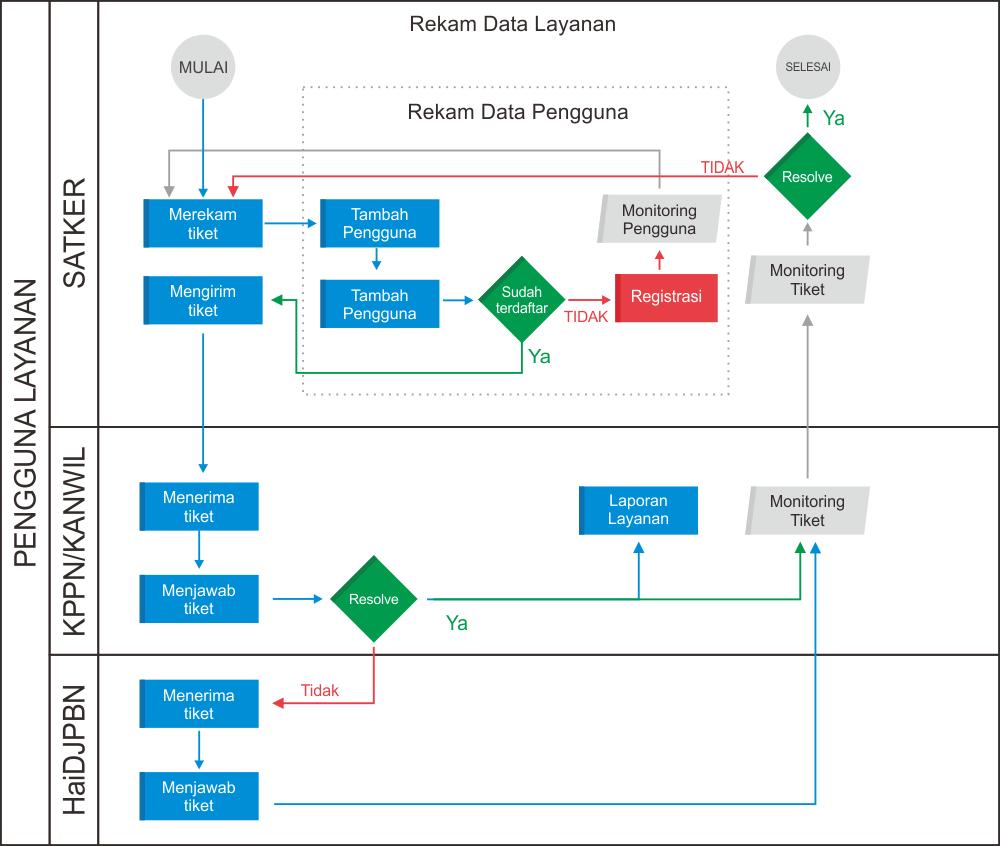 PENGGUNA LAYANAN
SATKER
Rekam Data Layanan
MULAI
SELESAI
Rekam Data Pengguna
Ya
TIDAK
Resolve
Merekam
tiket
Tambah
Pengguna
Monitoring
Pengguna
Monitoring
Tiket
Mengirim
tiket
Tambah
Pengguna
Sudah
terdaftar
TIDAK
Registrasi
Ya
KPPN/KANWIL
Menerima
tiket
Laporan
Layanan
Monitoring
Tiket
Menjawab
tiket
Resolve
Ya
HaiDJPBN
Tidak
Menerima
tiket
Menjawab
tiket